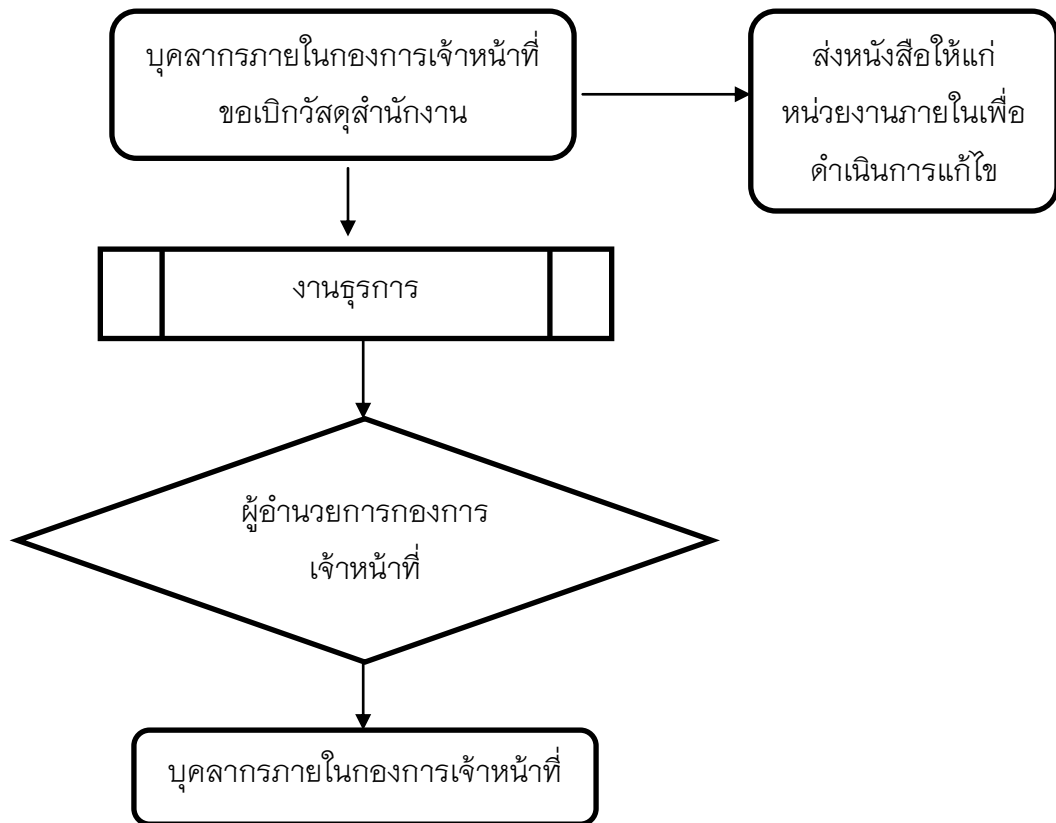 บุคลากรภายในกองการเจ้าหน้าที่
ขอเบิกวัสดุสำนักงาน
ส่งหนังสือให้แก่
หน่วยงานภายในเพื่อ
ดำเนินการแก้ไข
งานธุรการ
ผู้อำนวยการกองการ
เจ้าหน้าที่
บุคลากรภายในกองการเจ้าหน้าที่